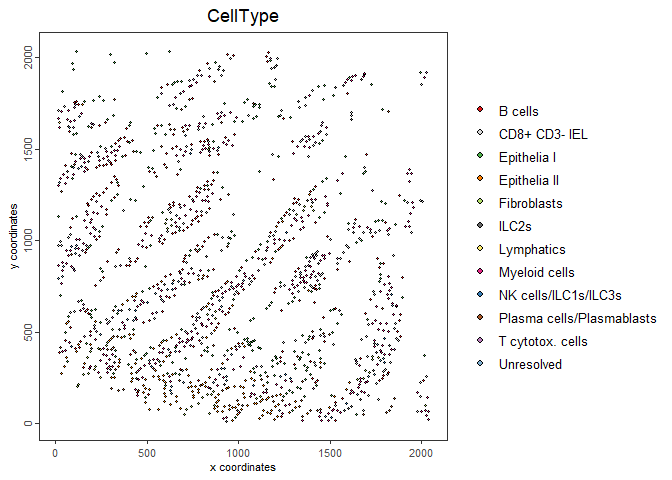 CellType
2000
1500
1000
500
0
y coordinates
0
500
1000
1500
2000
x coordinates
B cells
CD8+ CD3- IEL
Epithelia I
Epithelia II
Fibroblasts
ILC2s
Lymphatics
Myeloid cells
NK cells/ILC1s/ILC3s
Plasma cells/Plasmablasts
T cytotox. cells
Unresolved